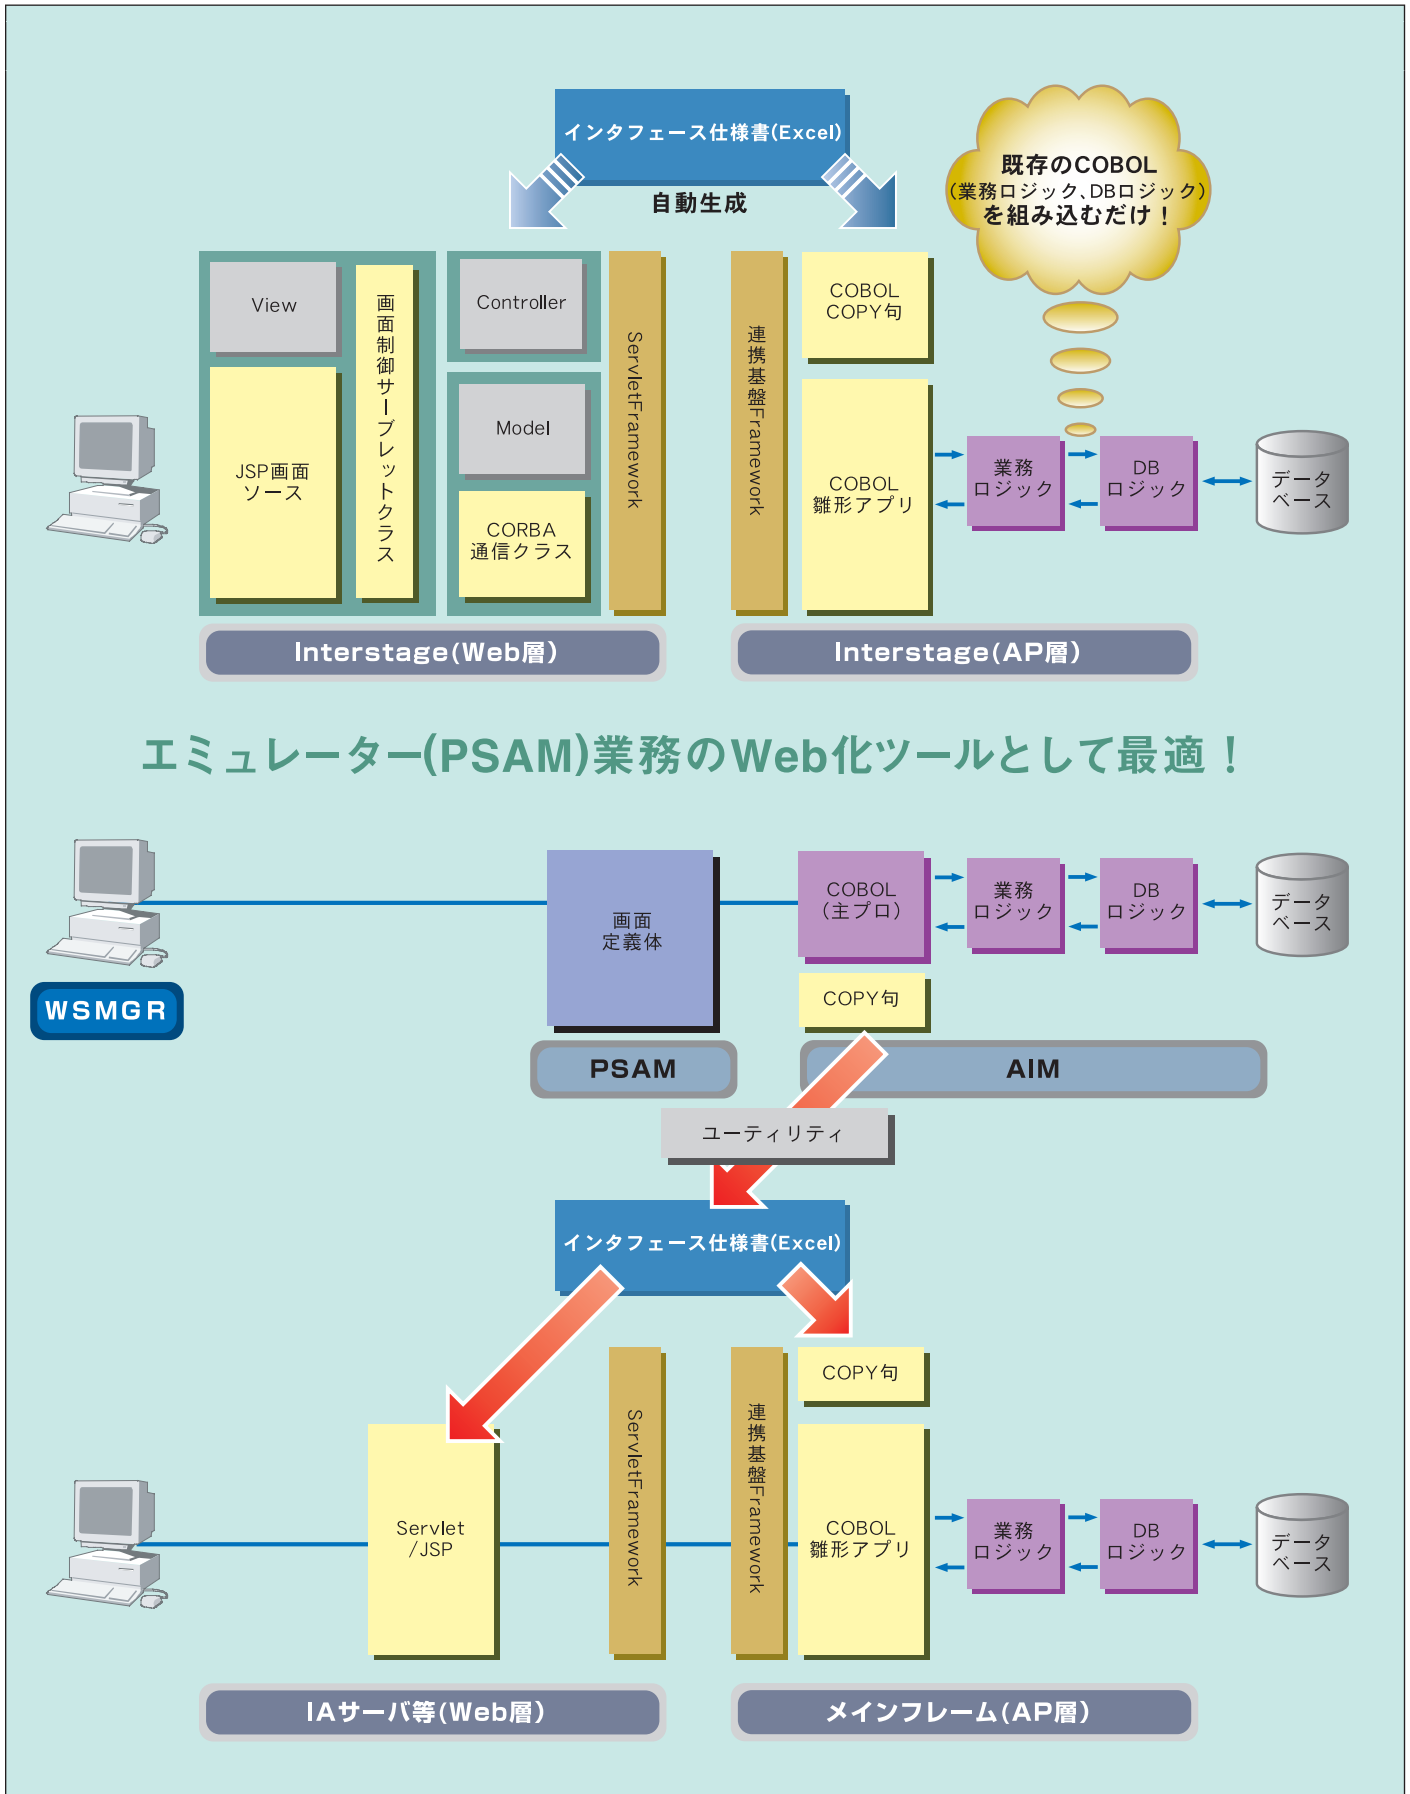 インタフェース仕様書(Excel)
自動生成
既存のCOBOL
(業務ロジック、DBロジック)
を組み込むだけ！
View
画面制御サーブレットクラス
Controller
ServletFramework
連携基盤Framework
COBOL
COPY句
JSP画面
ソース
Model
CORBA
通信クラス
COBOL
雛形アプリ
業務
ロジック
DB
ロジック
データ
ベース
Interstage(Web層)
Interstage(AP層)
エミュレーター(PSAM)業務のWeb化ツールとして最適！
WSMGR
画面
定義体
COBOL
(主プロ)
業務
ロジック
DB
ロジック
データ
ベース
COPY句
PSAM
AIM
ユーティリティ
インタフェース仕様書(Excel)
Servlet
/JSP
ServletFramework
連携基盤Framework
COPY句
COBOL
雛形アプリ
業務
ロジック
DB
ロジック
データ
ベース
IAサーバ等(Web層)
メインフレーム(AP層)